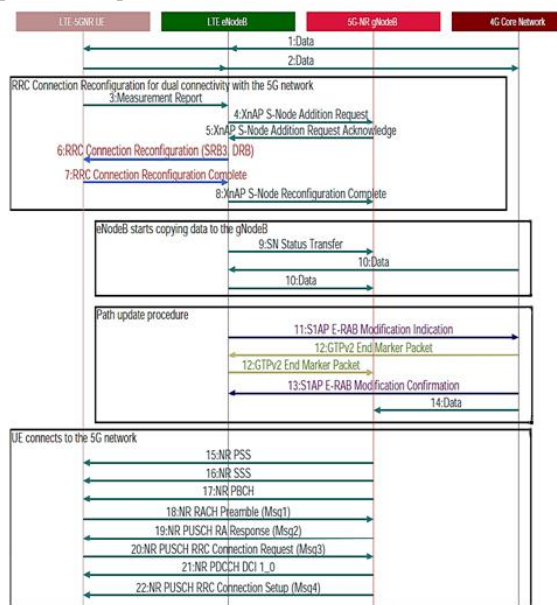 LTE-5GNR UE
LTE eNodeB
5G-NR gNodeB
4G Core Network
1:Data
2:Data
RRC Connection Reconfiguration for dual connectivity with the 5G network
3:Measurement Report
4:XnAP S-Node Addition Request
5:XnAP S-Node Addition Request Acknowledge
6:RRC Connection Reconfiguration (SRB3, DRB)
7:RRC Connection Reconfiguration Complete
8:XnAP S-Node Reconfiguration Complete
eNodeB starts copying data to the gNodeB
9:SN Status Transfer
10:Data
10:Data
Path update procedure
11:S1AP E-RAB Modification Indication
12:GTPv2 End Marker Packet
12:GTPv2 End Marker Packet
13:S1AP E-RAB Modification Confirmation
14:Data
UE connects to the 5G network
15:NR PSS
16:NR SSS
17:NR PBCH
18:NR RACH Preamble (Msg1)
19:NR PUSCH RA Response (Msg2)
20:NR PUSCH RRC Connection Request (Msg3)
21:NR PDCCH DCI 1_0
22:NR PUSCH RRC Connection Setup (Msg4)